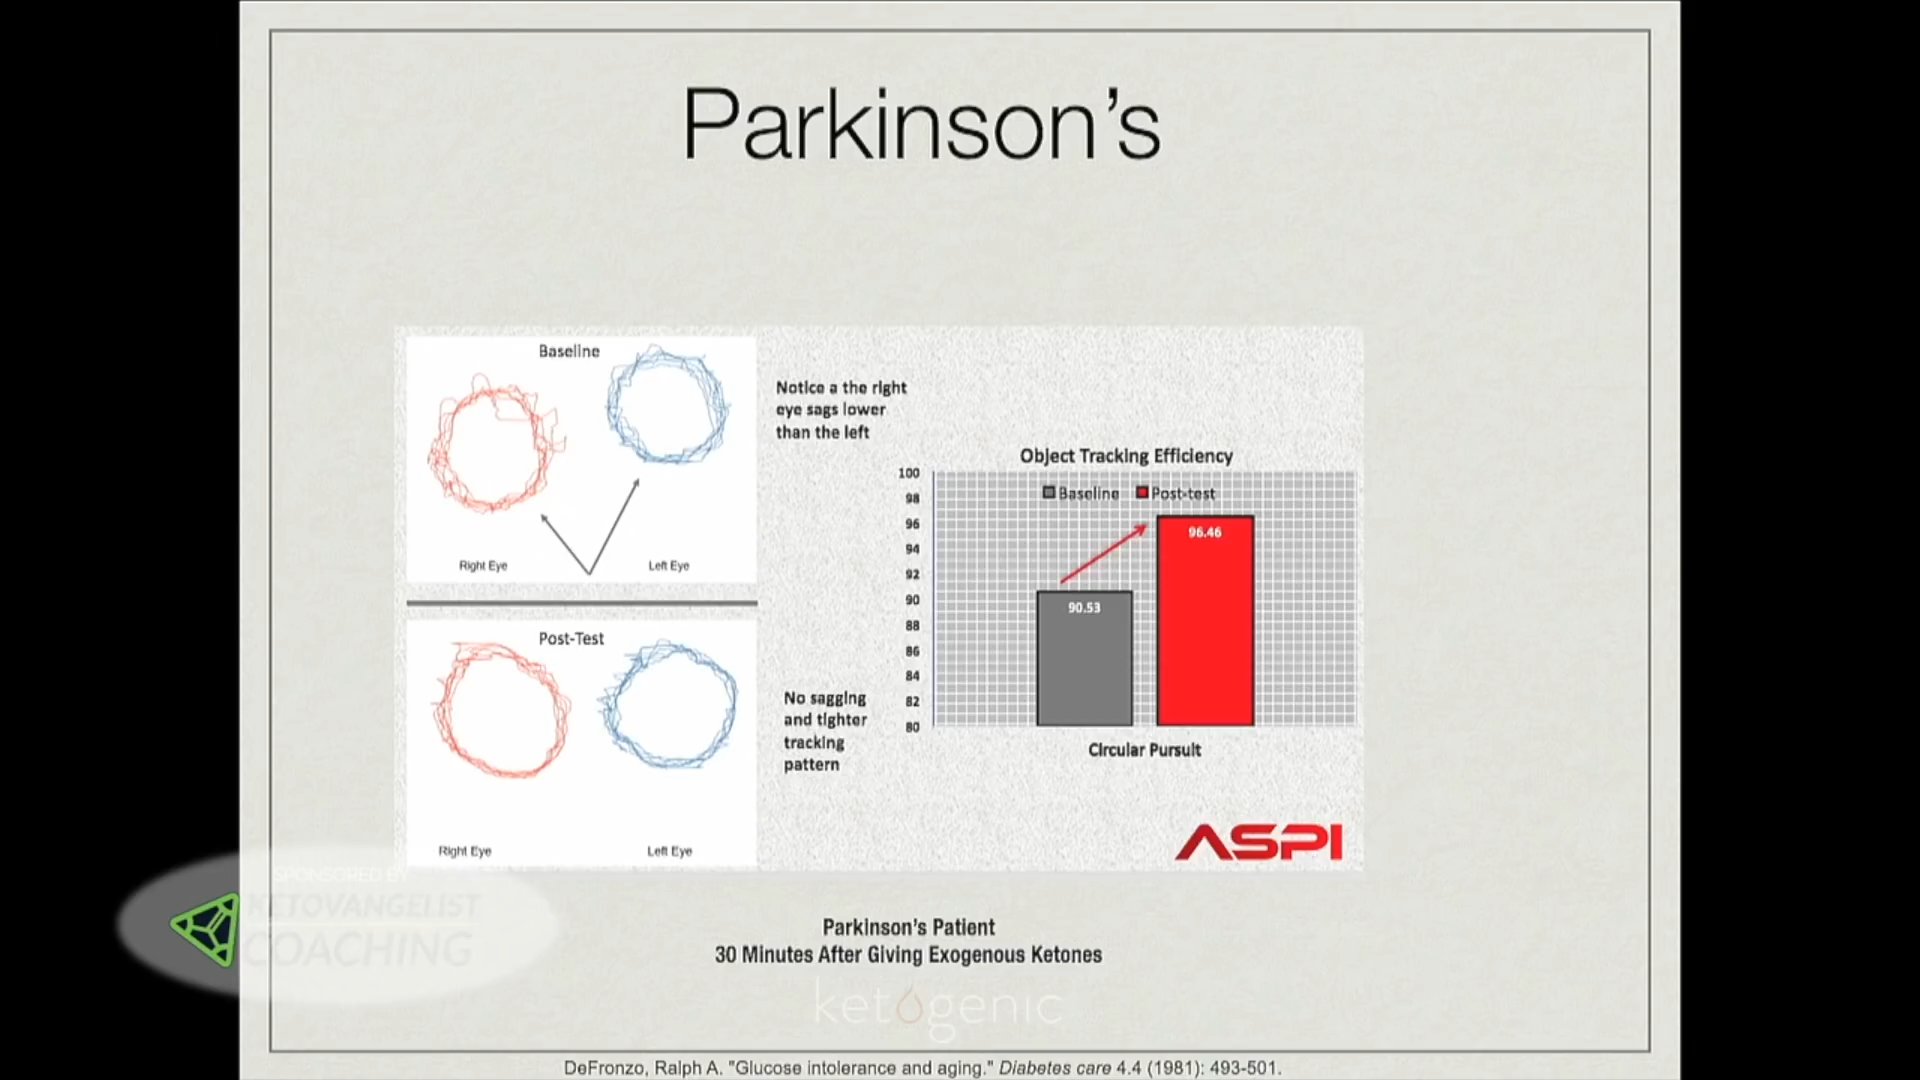 Parkinson's
Baseline
Right Eye
Left Eye
Notice a the right
eye sags lower
than the left
Post-Test
Right Eye
Left Eye
No sagging
and tighter
tracking
pattern
Object Tracking Efficiency
Baseline
Post-test
100
98
96
94
92
90
88
86
84
82
80
90.53
96.46
Circular Pursuit
ASPI
SPONSORED BY
KETOVANGELIST
COACHING
Parkinson's Patient
30 Minutes After Giving Exogenous Ketones
ketogenic
DeFronzo, Ralph A. "Glucose intolerance and aging." Diabetes care 4.4 (1981): 493-501.